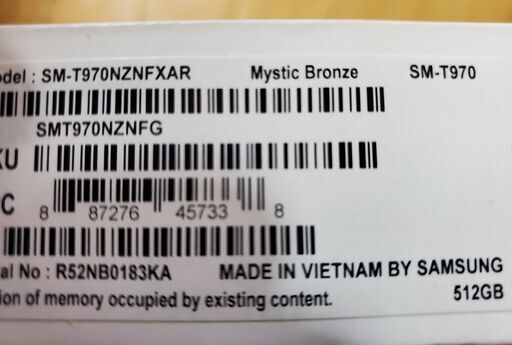 odel : SM-T970NZNFXAR Mystic Bronze SM-T970
SMT970NZNFG
KU
C 8 87276 45733 8
al No : R52NB0183KA MADE IN VIETNAM BY SAMSUNG
ion of memory occupied by existing content. 512GB